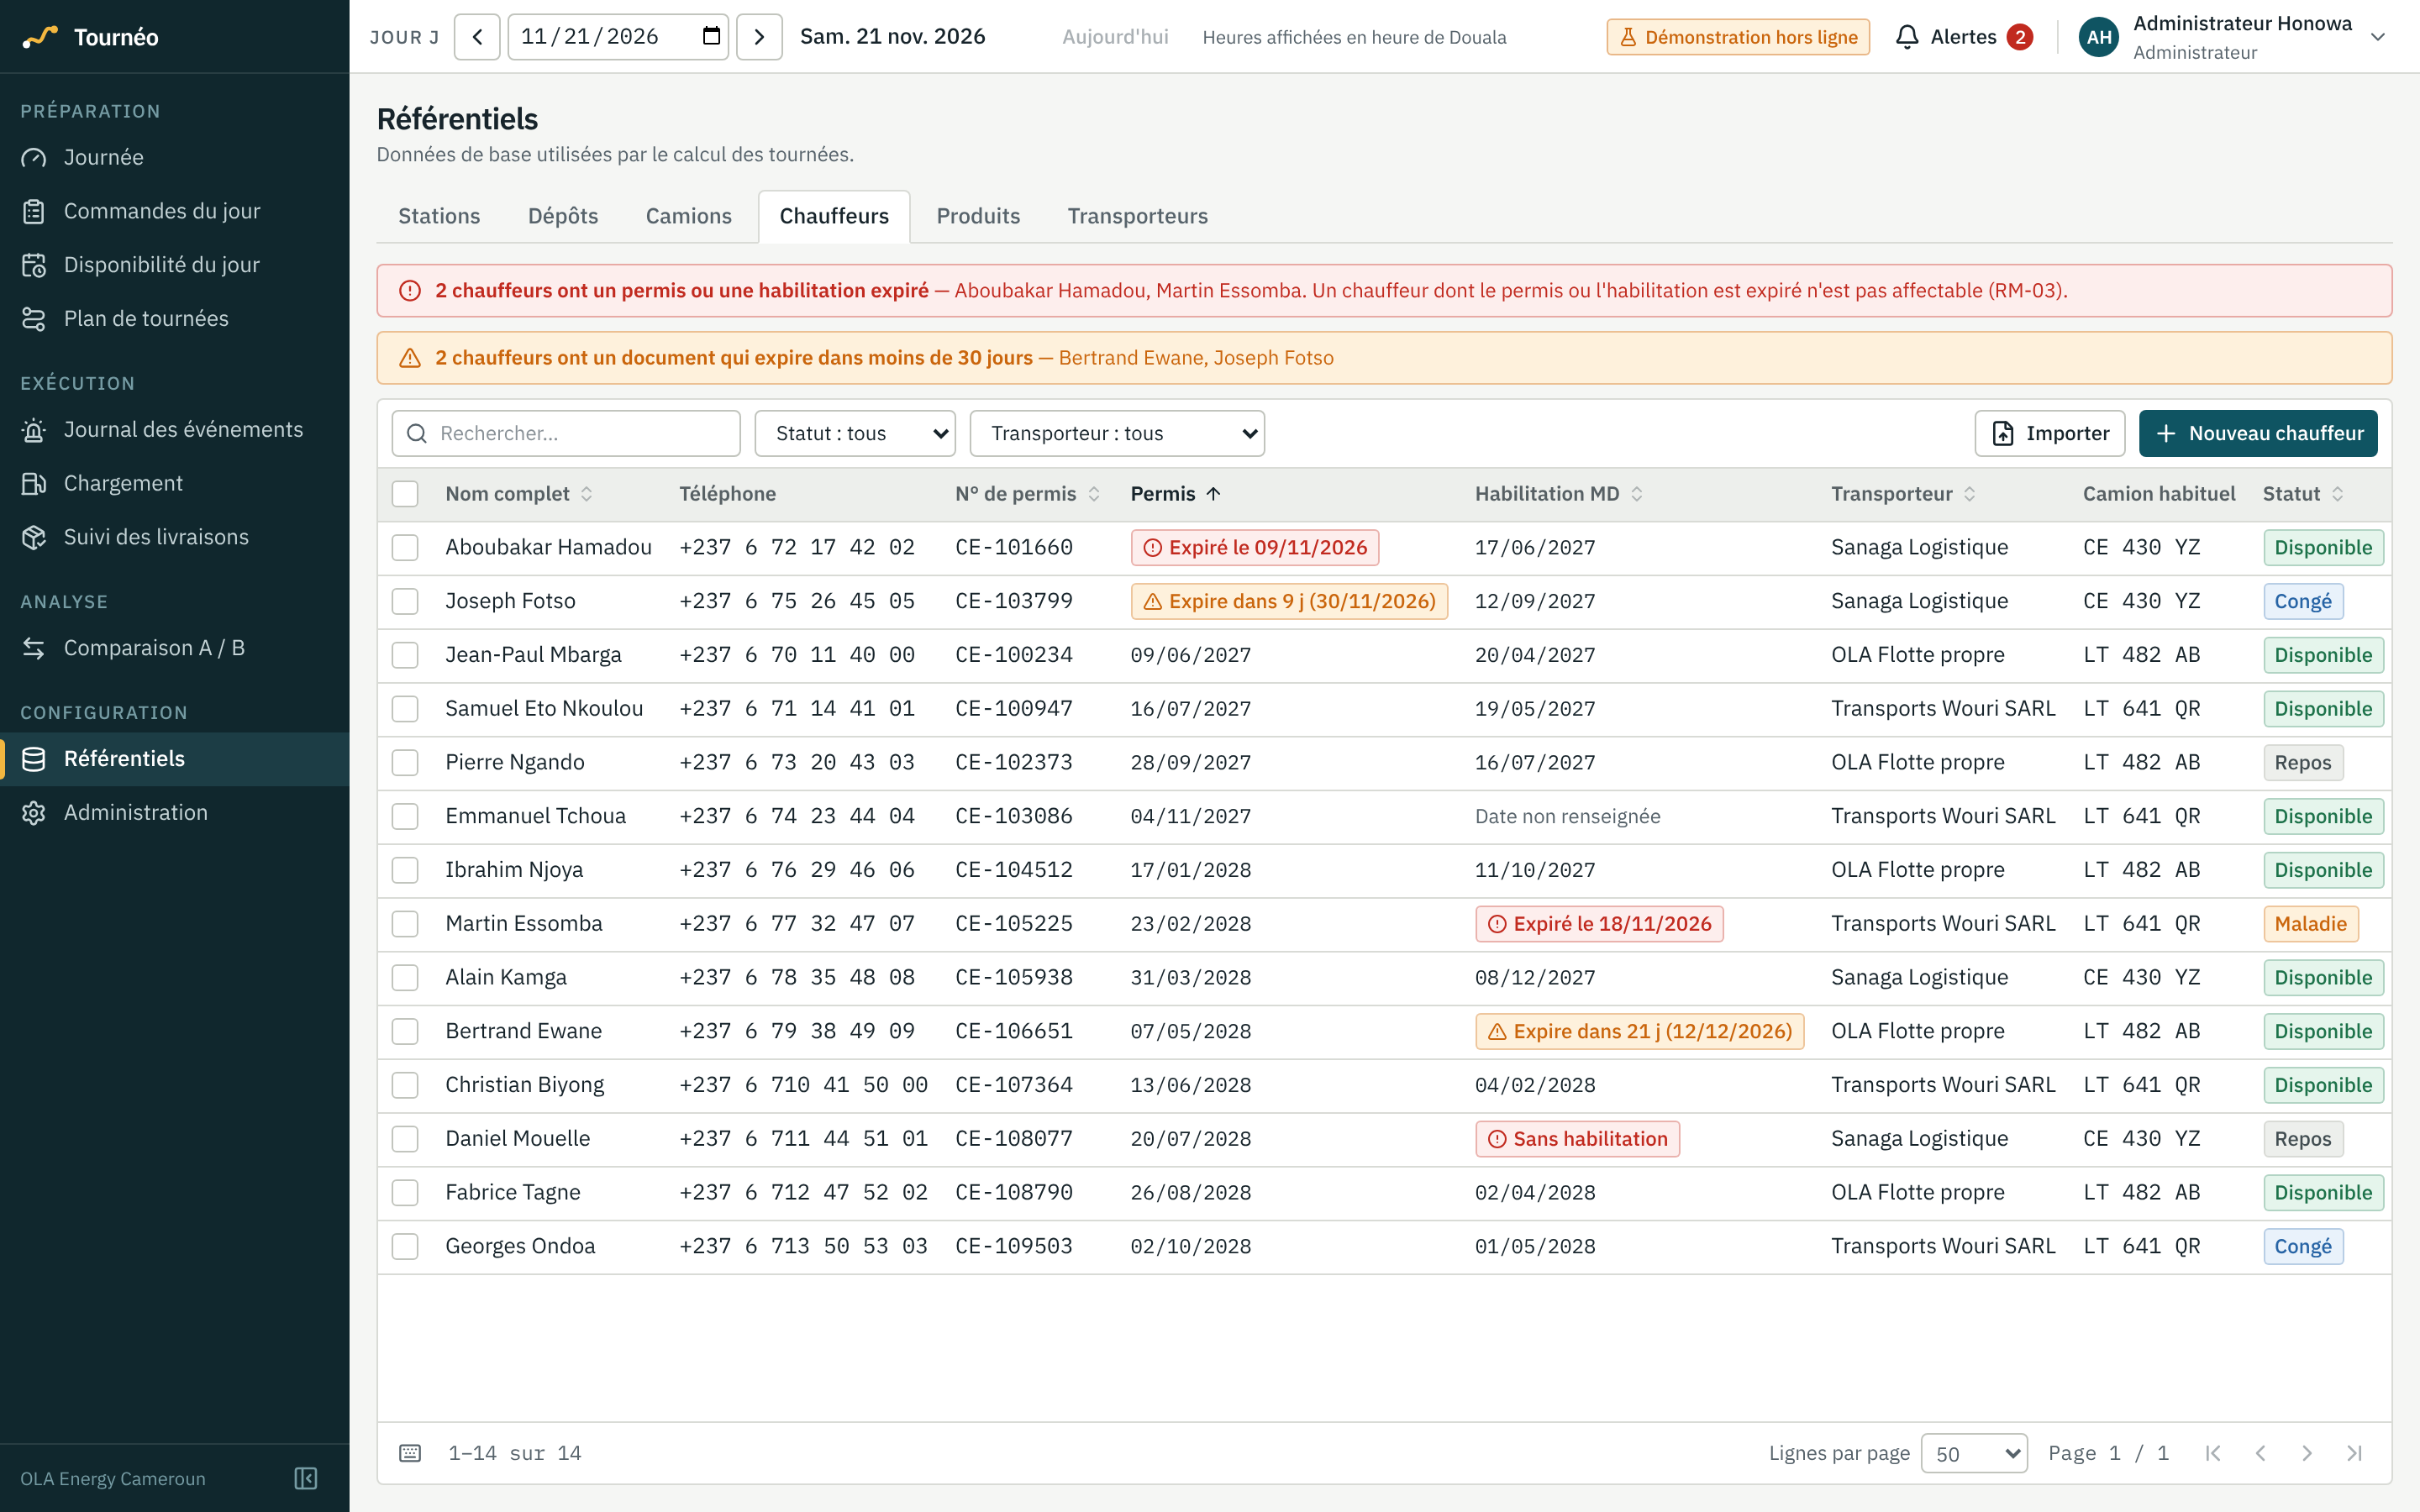 Tournéo
JOUR J
11/21/2026
Sam. 21 nov. 2026
Aujourd'hui
Heures affichées en heure de Douala
Démonstration hors ligne
Alertes 2
AH
Administrateur Honowa
Administrateur
PRÉPARATION
Journée
Commandes du jour
Disponibilité du jour
Plan de tournées
EXÉCUTION
Journal des événements
Chargement
Suivi des livraisons
ANALYSE
Comparaison A / B
CONFIGURATION
Référentiels
Administration
OLA Energy Cameroun
Référentiels
Données de base utilisées par le calcul des tournées.
Stations Dépôts Camions Chauffeurs Produits Transporteurs
2 chauffeurs ont un permis ou une habilitation expiré — Aboubakar Hamadou, Martin Essomba. Un chauffeur dont le permis ou l'habilitation est expiré n'est pas affectable (RM-03).
2 chauffeurs ont un document qui expire dans moins de 30 jours — Bertrand Ewane, Joseph Fotso
Rechercher... Statut : tous Transporteur : tous Importer Nouveau chauffeur
Nom complet Téléphone N° de permis Permis Habilitation MD Transporteur Camion habituel Statut
Aboubakar Hamadou +237 6 72 17 42 02 CE-101660 Expiré le 09/11/2026 17/06/2027 Sanaga Logistique CE 430 YZ Disponible
Joseph Fotso +237 6 75 26 45 05 CE-103799 Expire dans 9 j (30/11/2026) 12/09/2027 Sanaga Logistique CE 430 YZ Congé
Jean-Paul Mbarga +237 6 70 11 40 00 CE-100234 09/06/2027 20/04/2027 OLA Flotte propre LT 482 AB Disponible
Samuel Eto Nkoulou +237 6 71 14 41 01 CE-100947 16/07/2027 19/05/2027 Transports Wouri SARL LT 641 QR Disponible
Pierre Ngando +237 6 73 20 43 03 CE-102373 28/09/2027 16/07/2027 OLA Flotte propre LT 482 AB Repos
Emmanuel Tchoua +237 6 74 23 44 04 CE-103086 04/11/2027 Date non renseignée Transports Wouri SARL LT 641 QR Disponible
Ibrahim Njoya +237 6 76 29 46 06 CE-104512 17/01/2028 11/10/2027 OLA Flotte propre LT 482 AB Disponible
Martin Essomba +237 6 77 32 47 07 CE-105225 23/02/2028 Expiré le 18/11/2026 Transports Wouri SARL LT 641 QR Maladie
Alain Kamga +237 6 78 35 48 08 CE-105938 31/03/2028 08/12/2027 Sanaga Logistique CE 430 YZ Disponible
Bertrand Ewane +237 6 79 38 49 09 CE-106651 07/05/2028 Expire dans 21 j (12/12/2026) OLA Flotte propre LT 482 AB Disponible
Christian Biyong +237 6 710 41 50 00 CE-107364 13/06/2028 04/02/2028 Transports Wouri SARL LT 641 QR Disponible
Daniel Mouelle +237 6 711 44 51 01 CE-108077 20/07/2028 Sans habilitation Sanaga Logistique CE 430 YZ Repos
Fabrice Tagne +237 6 712 47 52 02 CE-108790 26/08/2028 02/04/2028 OLA Flotte propre LT 482 AB Disponible
Georges Ondoa +237 6 713 50 53 03 CE-109503 02/10/2028 01/05/2028 Transports Wouri SARL LT 641 QR Congé
1–14 sur 14
Lignes par page 50 Page 1 / 1